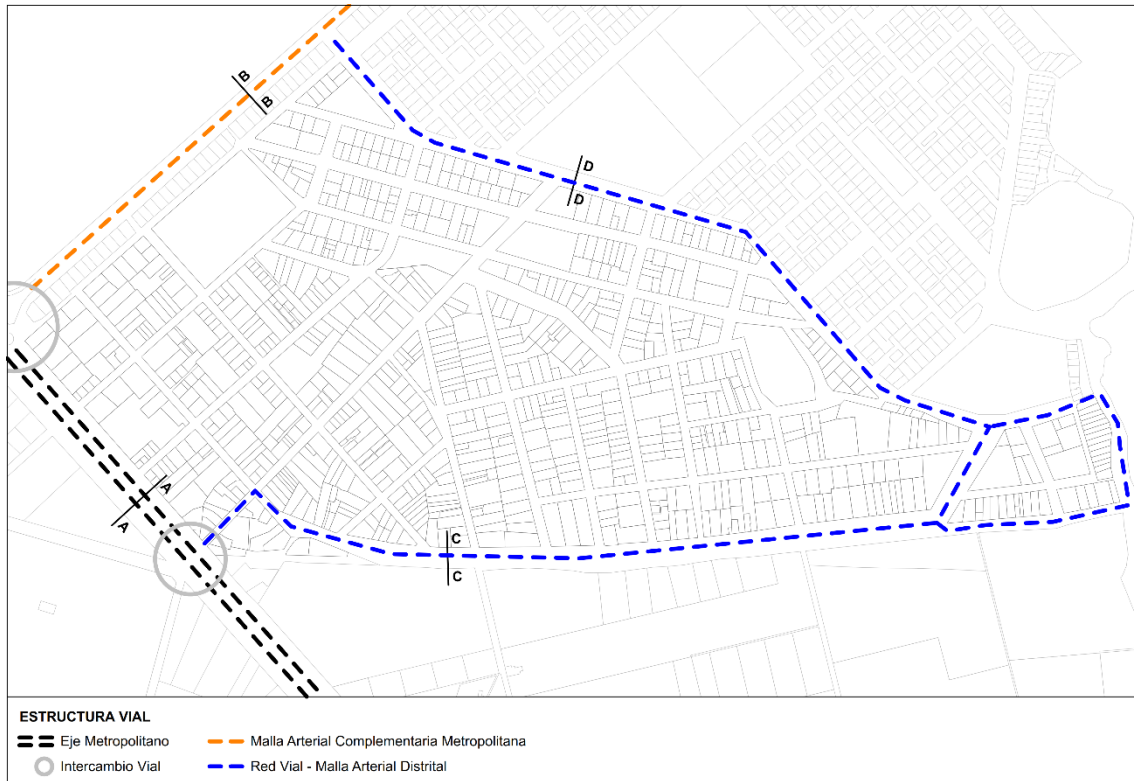 B
B
D
D
A
A
C
C
ESTRUCTURA VIAL
Eje Metropolitano
Malla Arterial Complementaria Metropolitana
Intercambio Vial
Red Vial - Malla Arterial Distrital